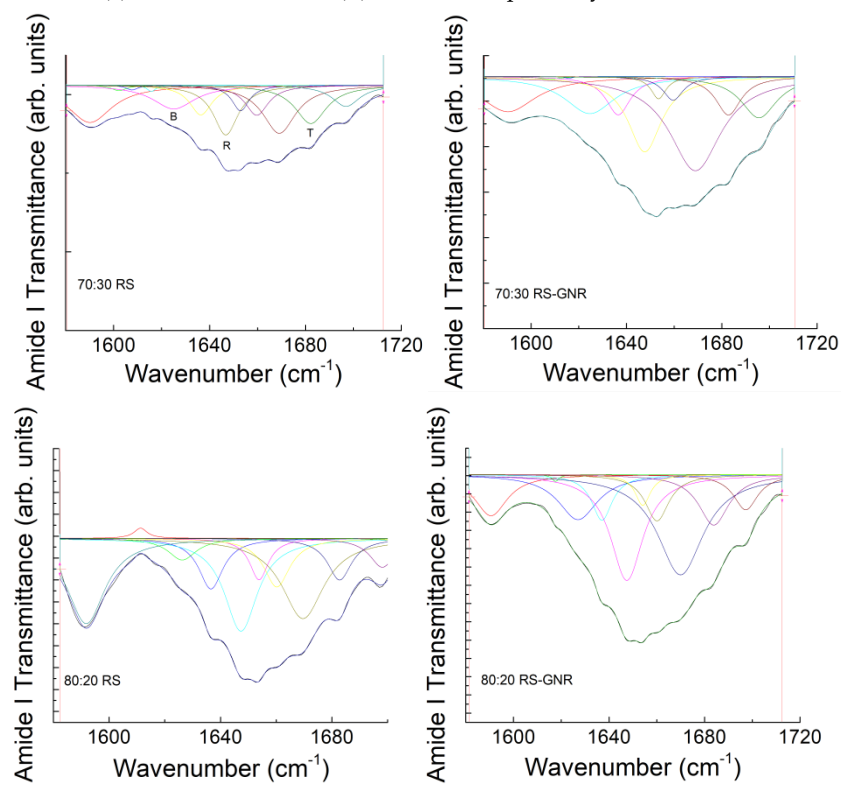 Amide I Transmittance (arb. units)
B
R
T
70:30 RS
1600 1640 1680 1720
Wavenumber (cm-1)
Amide I Transmittance (arb. units)
70:30 RS-GNR
1600 1640 1680 1720
Wavenumber (cm-1)
Amide I Transmittance (arb. units)
80:20 RS
1600 1640 1680
Wavenumber (cm-1)
Amide I Transmittance (arb. units)
80:20 RS-GNR
1600 1640 1680 1720
Wavenumber (cm-1)